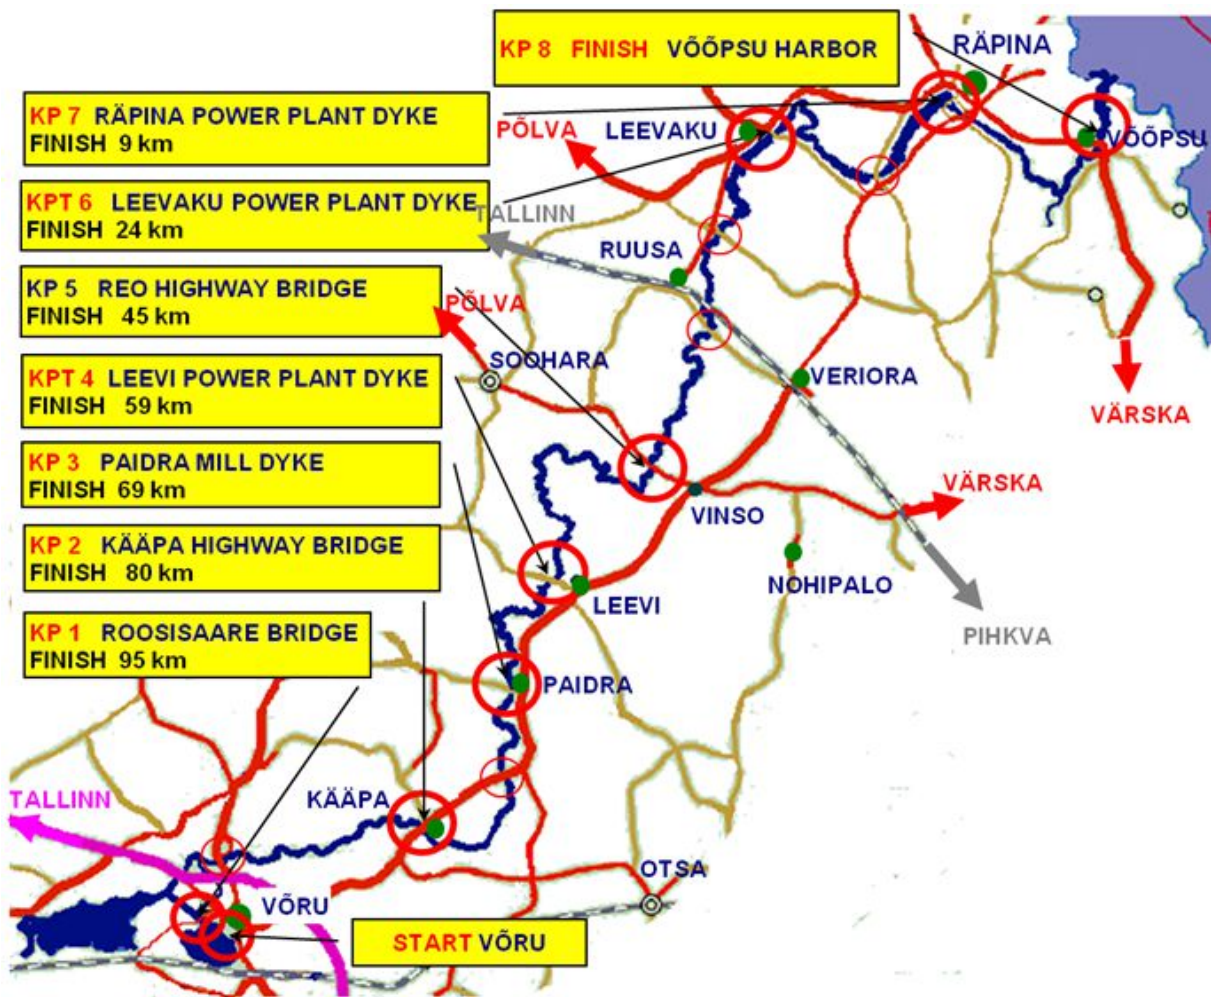 KP 8 FINISH VÕÕPSU HARBOR
RÄPINA
KP 7 RÄPINA POWER PLANT DYKE
FINISH 9 km
PÕLVA
LEEVAKU
VÕÕPSU
KPT 6 LEEVAKU POWER PLANT DYKE
FINISH 24 km
TALLINN
RUUSA
KP 5 REO HIGHWAY BRIDGE
FINISH 45 km
PÕLVA
SOOHARA
VERIORA
VÄRSKA
KPT 4 LEEVI POWER PLANT DYKE
FINISH 59 km
KP 3 PAIDRA MILL DYKE
FINISH 69 km
VÄRSKA
VINSO
KP 2 KÄÄPA HIGHWAY BRIDGE
FINISH 80 km
NOHIPALO
LEEVI
KP 1 ROOSISAARE BRIDGE
FINISH 95 km
PIHKVA
PAIDRA
TALLINN
KÄÄPA
OTSA
VÕRU
START VÕRU